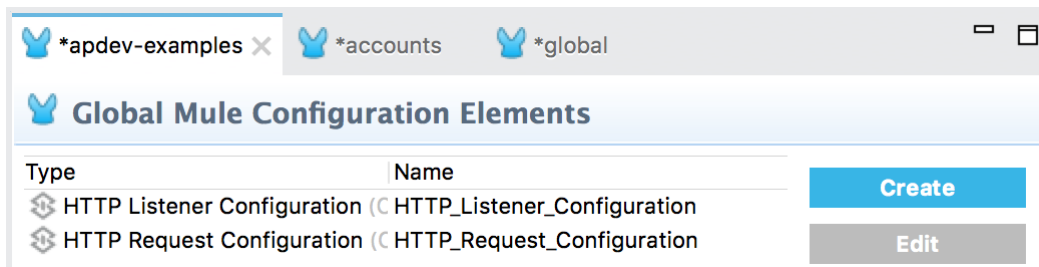 *apdev-examples *accounts *global
Global Mule Configuration Elements
Type Name
HTTP Listener Configuration (C HTTP_Listener_Configuration
Create
HTTP Request Configuration (C HTTP_Request_Configuration
Edit